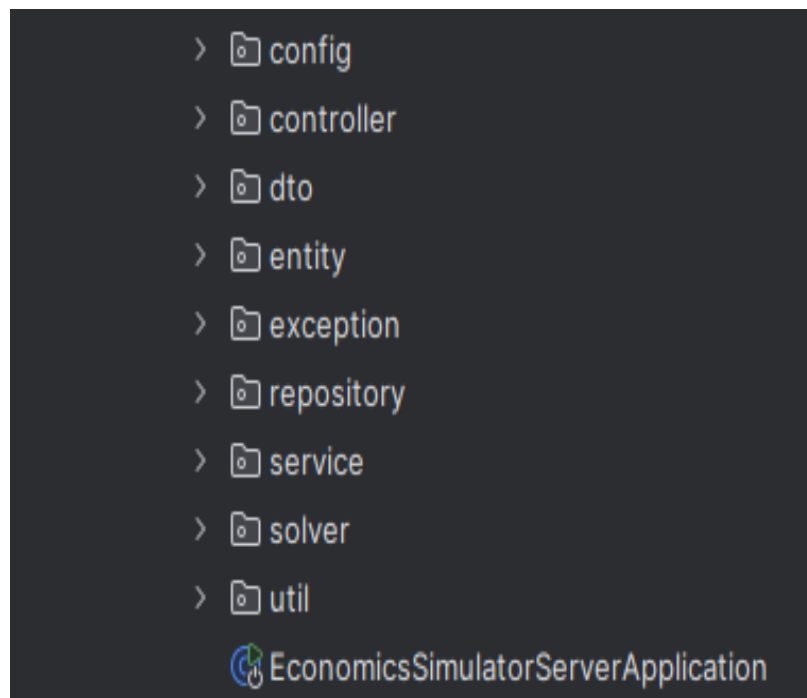 config
controller
dto
entity
exception
repository
service
solver
util
EconomicsSimulatorServerApplication